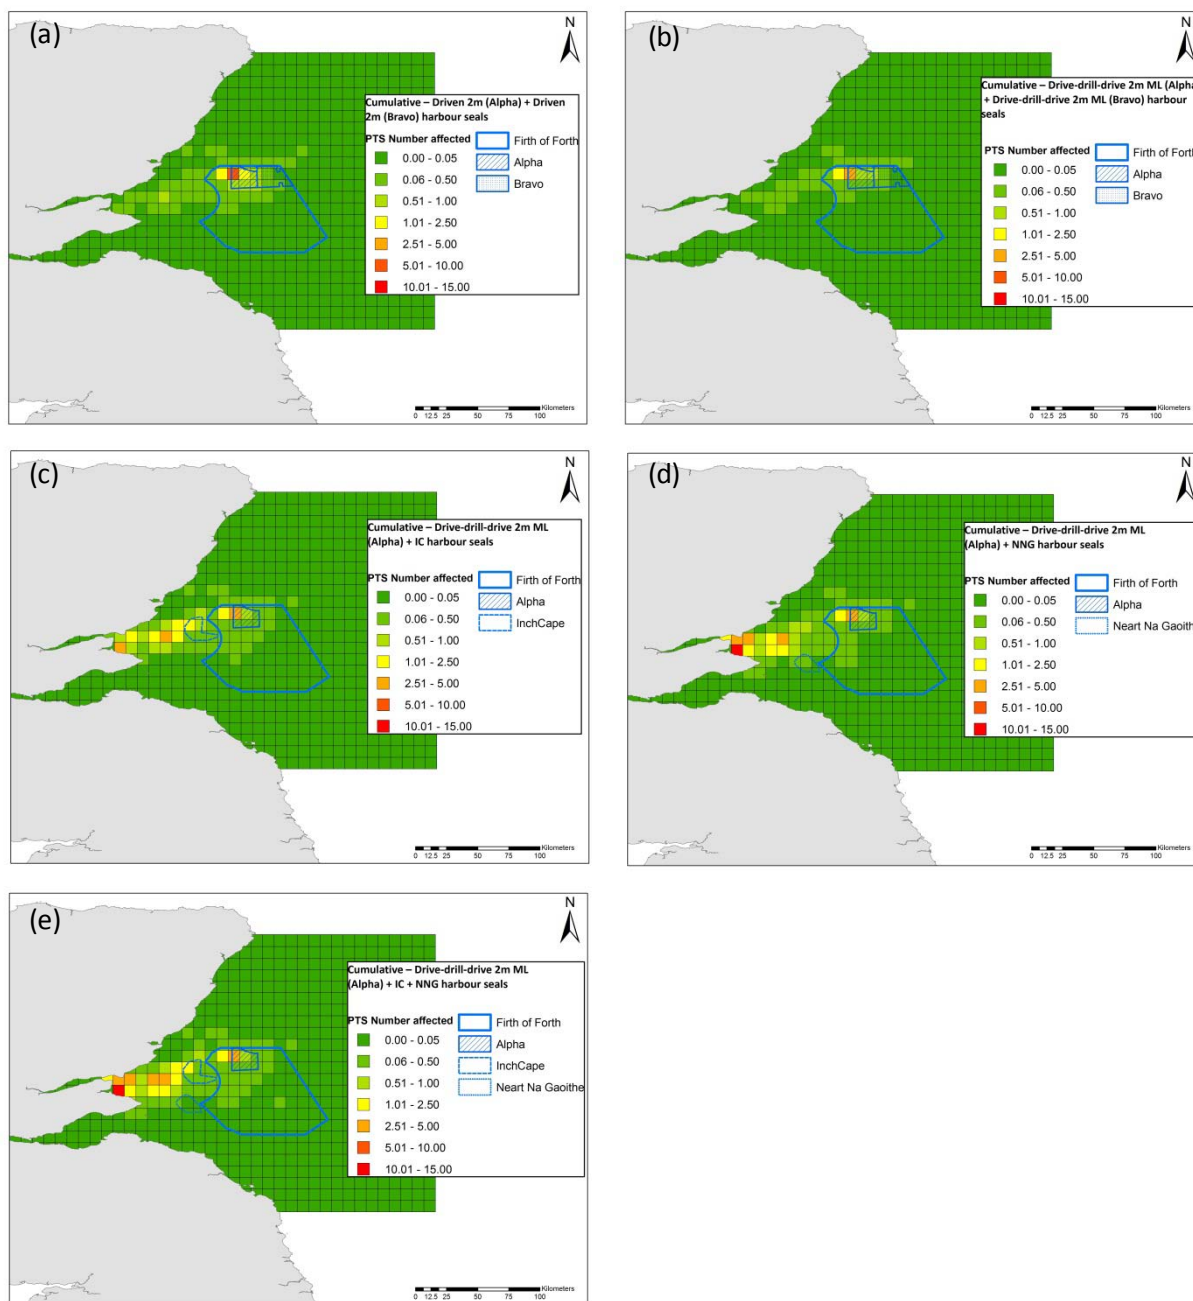 (a)
N
Cumulative – Driven 2m (Alpha) + Driven
2m (Bravo) harbour seals
PTS Number affected
0.00 - 0.05
0.06 - 0.50
0.51 - 1.00
1.01 - 2.50
2.51 - 5.00
5.01 - 10.00
10.01 - 15.00
Firth of Forth
Alpha
Bravo
Kilometers
0 12.5 25 50 75 100
(b)
N
Cumulative – Drive-drill-drive 2m ML (Alpha)
+ Drive-drill-drive 2m ML (Bravo) harbour
seals
PTS Number affected
0.00 - 0.05
0.06 - 0.50
0.51 - 1.00
1.01 - 2.50
2.51 - 5.00
5.01 - 10.00
10.01 - 15.00
Firth of Forth
Alpha
Bravo
Kilometers
0 12.5 25 50 75 100
(c)
N
Cumulative – Drive-drill-drive 2m ML
(Alpha) + IC harbour seals
PTS Number affected
0.00 - 0.05
0.06 - 0.50
0.51 - 1.00
1.01 - 2.50
2.51 - 5.00
5.01 - 10.00
10.01 - 15.00
Firth of Forth
Alpha
InchCape
Kilometers
0 12.5 25 50 75 100
(d)
N
Cumulative – Drive-drill-drive 2m ML
(Alpha) + NNG harbour seals
PTS Number affected
0.00 - 0.05
0.06 - 0.50
0.51 - 1.00
1.01 - 2.50
2.51 - 5.00
5.01 - 10.00
10.01 - 15.00
Firth of Forth
Alpha
Neart Na Gaoithe
Kilometers
0 12.5 25 50 75 100
(e)
N
Cumulative – Drive-drill-drive 2m ML
(Alpha) + IC + NNG harbour seals
PTS Number affected
0.00 - 0.05
0.06 - 0.50
0.51 - 1.00
1.01 - 2.50
2.51 - 5.00
5.01 - 10.00
10.01 - 15.00
Firth of Forth
Alpha
InchCape
Neart Na Gaoithe
Kilometers
0 12.5 25 50 75 100